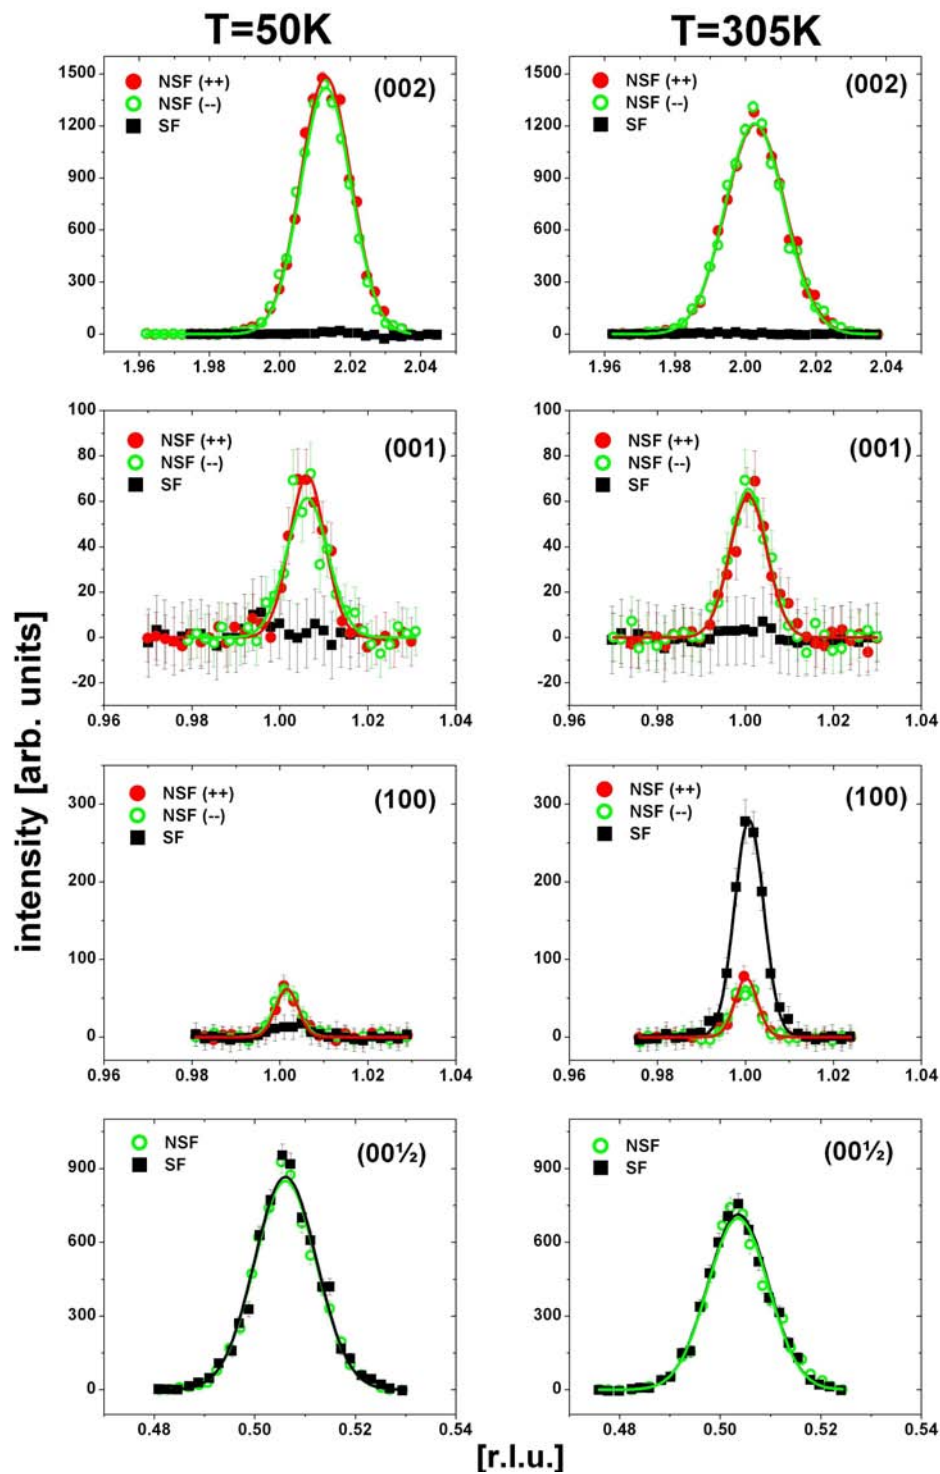 T=50K
T=305K
NSF (++)
NSF (--)
SF
(002)
1500
1200
900
600
300
0
1.96 1.98 2.00 2.02 2.04
NSF (++)
NSF (--)
SF
(002)
1500
1200
900
600
300
0
1.96 1.98 2.00 2.02 2.04
NSF (++)
NSF (--)
SF
(001)
100
80
60
40
20
0
-20
0.96 0.98 1.00 1.02 1.04
NSF (++)
NSF (--)
SF
(001)
100
80
60
40
20
0
-20
0.96 0.98 1.00 1.02 1.04
NSF (++)
NSF (--)
SF
(100)
300
200
100
0
0.96 0.98 1.00 1.02 1.04
NSF (++)
NSF (--)
SF
(100)
300
200
100
0
0.96 0.98 1.00 1.02 1.04
NSF
SF
(00½)
900
600
300
0
0.48 0.50 0.52 0.54
NSF
SF
(00½)
900
600
300
0
0.48 0.50 0.52 0.54
intensity [arb. units]
[r.l.u.]